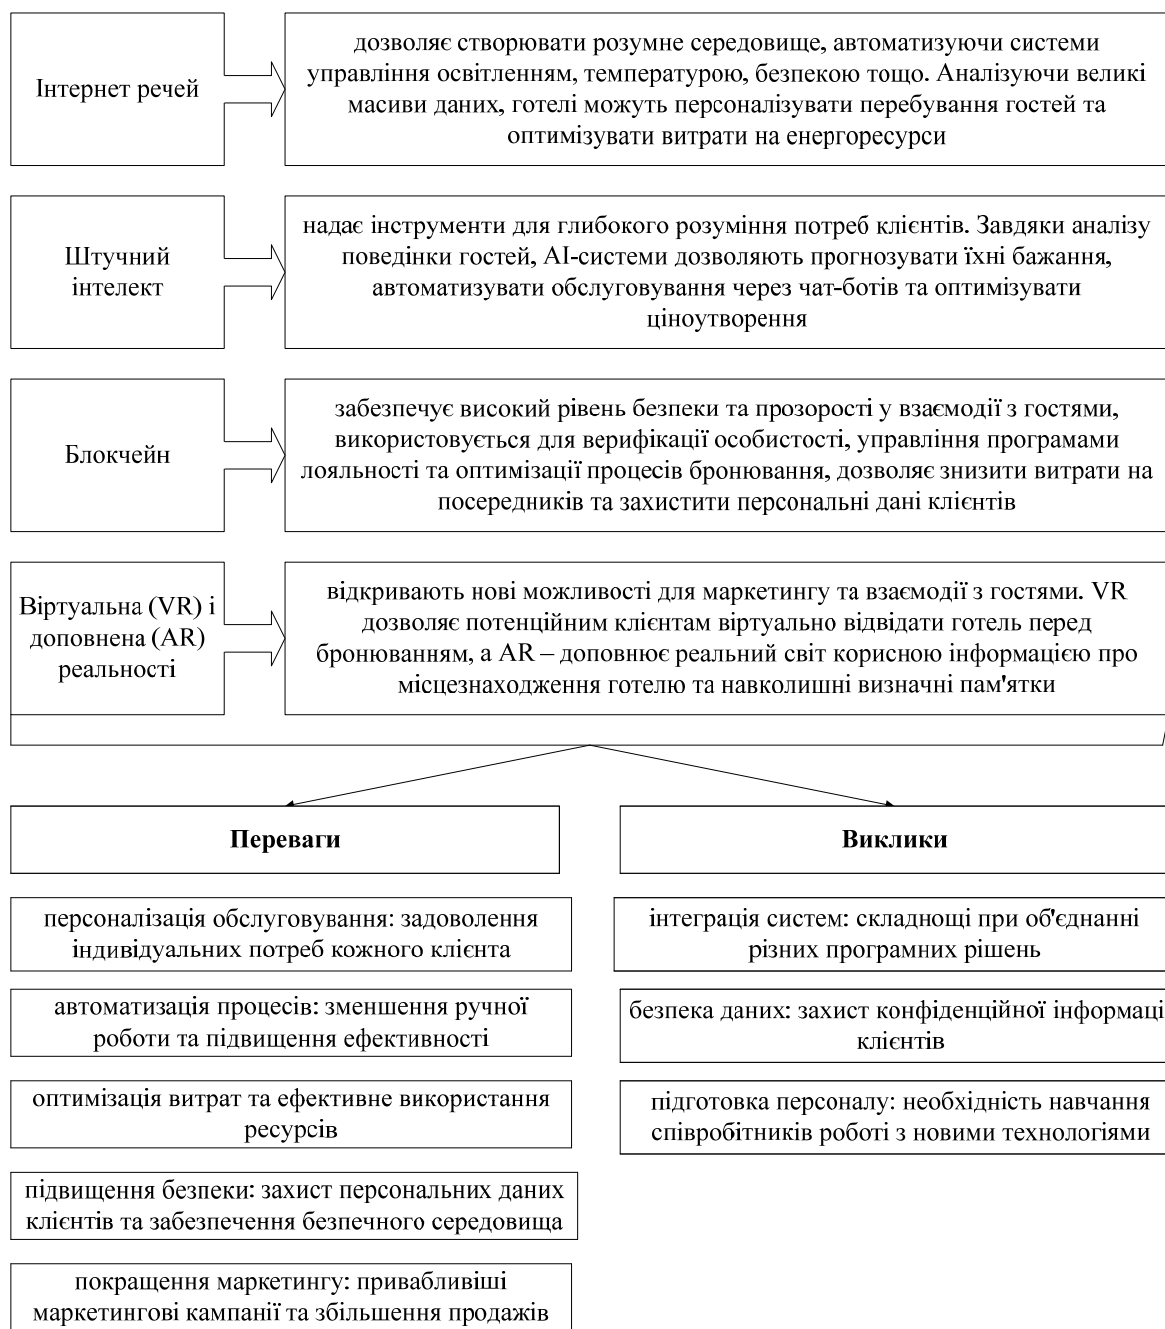 Інтернет речей
дозволяє створювати розумне середовище, автоматизуючи системи
управління освітленням, температурою, безпекою тощо. Аналізуючи великі
масиви даних, готелі можуть персоналізувати перебування гостей та
оптимізувати витрати на енергоресурси
Штучний
інтелект
надає інструменти для глибокого розуміння потреб клієнтів. Завдяки аналізу
поведінки гостей, AI-системи дозволяють прогнозувати їхні бажання,
автоматизувати обслуговування через чат-ботів та оптимізувати
ціноутворення
Блокчейн
забезпечує високий рівень безпеки та прозорості у взаємодії з гостями,
використовується для верифікації особистості, управління програмами
лояльності та оптимізації процесів бронювання, дозволяє знизити витрати на
посередників та захистити персональні дані клієнтів
Віртуальна (VR) і
доповнена (AR)
реальності
відкривають нові можливості для маркетингу та взаємодії з гостями. VR
дозволяє потенційним клієнтам віртуально відвідати готель перед
бронюванням, а AR – доповнює реальний світ корисною інформацією про
місцезнаходження готелю та навколишні визначні пам'ятки
Переваги
персоналізація обслуговування: задоволення
індивідуальних потреб кожного клієнта
автоматизація процесів: зменшення ручної
роботи та підвищення ефективності
оптимізація витрат та ефективне використання
ресурсів
підвищення безпеки: захист персональних даних
клієнтів та забезпечення безпечного середовища
покращення маркетингу: привабливіші
маркетингові кампанії та збільшення продажів
Виклики
інтеграція систем: складнощі при об'єднанні
різних програмних рішень
безпека даних: захист конфіденційної інформаці
клієнтів
підготовка персоналу: необхідність навчання
співробітників роботі з новими технологіями